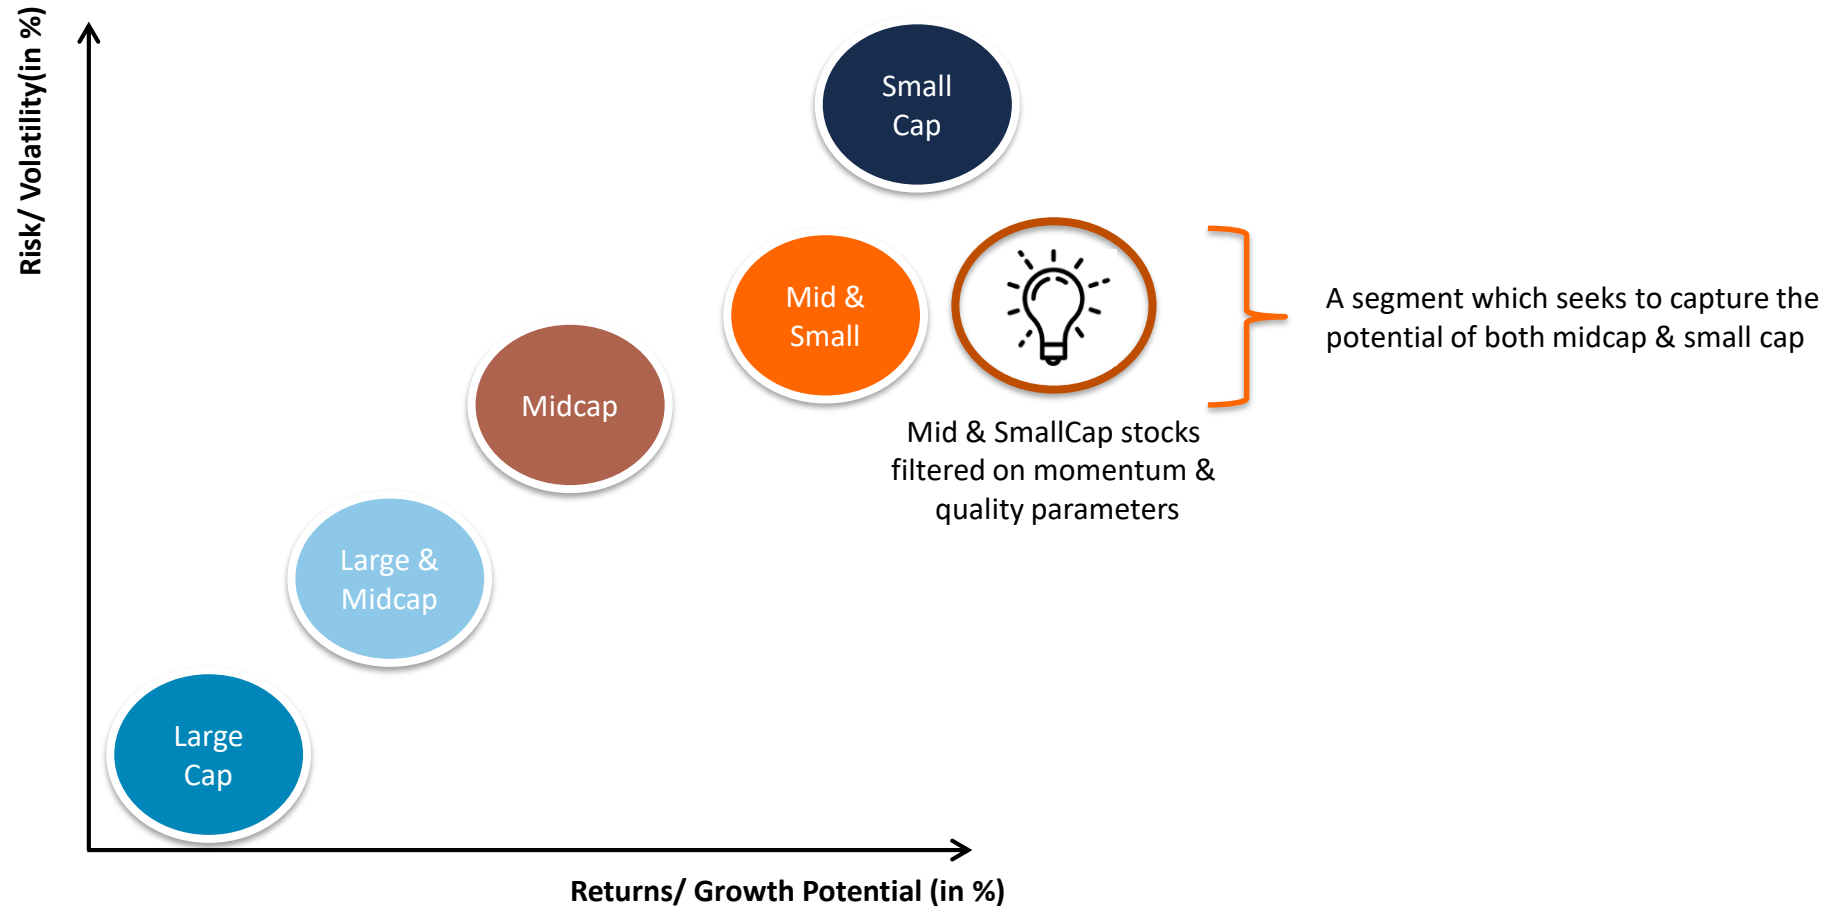 Risk/ Volatility(in %)
Small
Cap
Mid &
Small
A segment which seeks to capture the
potential of both midcap & small cap
Midcap
Mid & SmallCap stocks
filtered on momentum &
quality parameters
Large &
Midcap
Large
Cap
Returns/ Growth Potential (in %)